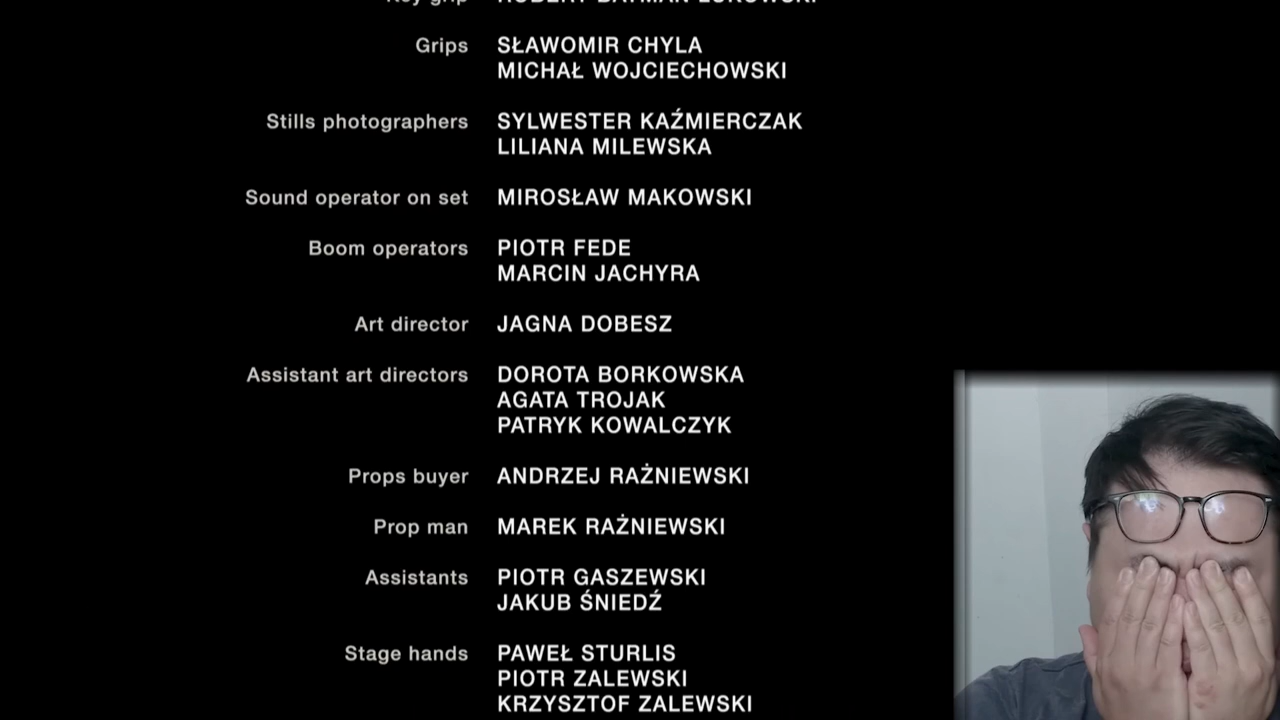 Grips SŁAWOMIR CHYLA
MICHAŁ WOJCIECHOWSKI
Stills photographers SYLWESTER KAŹMIERCZAK
LILIANA MILEWSKA
Sound operator on set MIROSŁAW MAKOWSKI
Boom operators PIOTR FEDE
MARCIN JACHYRA
Art director JAGNA DOBESZ
Assistant art directors DOROTA BORKOWSKA
AGATA TROJAK
PATRYK KOWALCZYK
Props buyer ANDRZEJ RAŻNIEWSKI
Prop man MAREK RAŻNIEWSKI
Assistants PIOTR GASZEWSKI
JAKUB ŚNIEDŹ
Stage hands PAWEŁ STURLIS
PIOTR ZALEWSKI
KRZYSZTOF ZALEWSKI